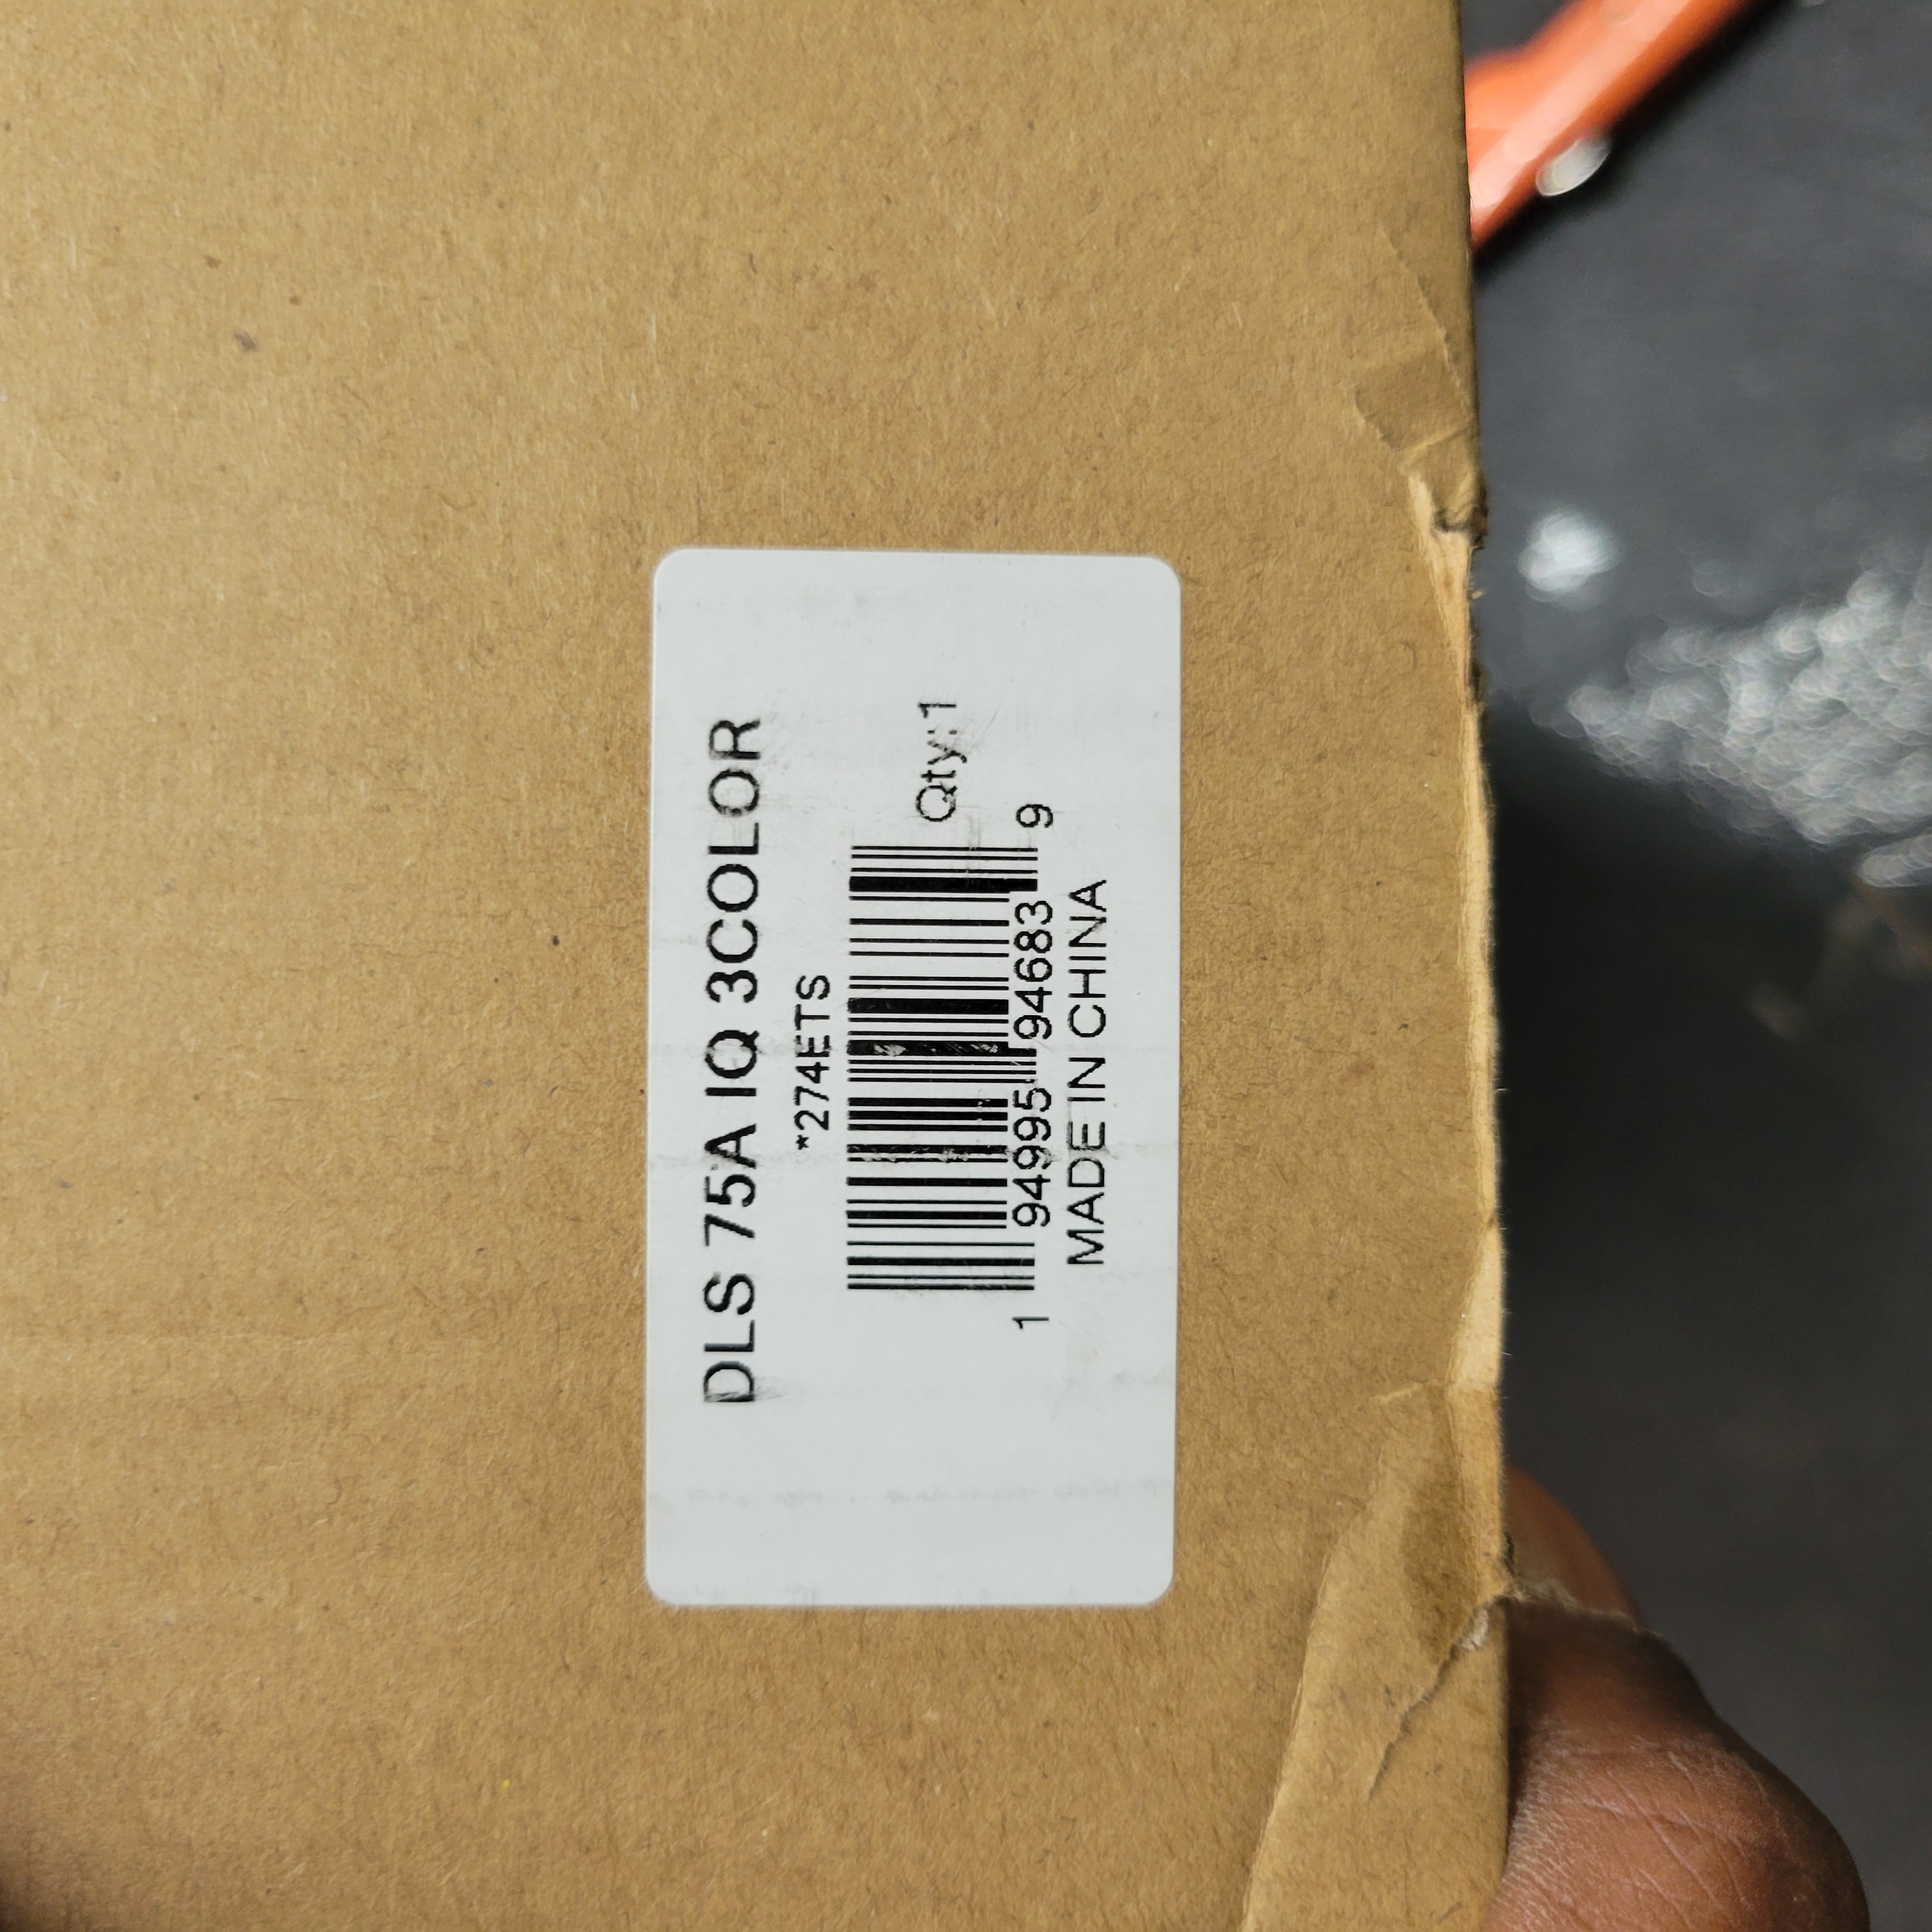 DLS 75A IQ 3COLOR
*274ETS
Qty:1
1 94995 94683 9
MADE IN CHINA